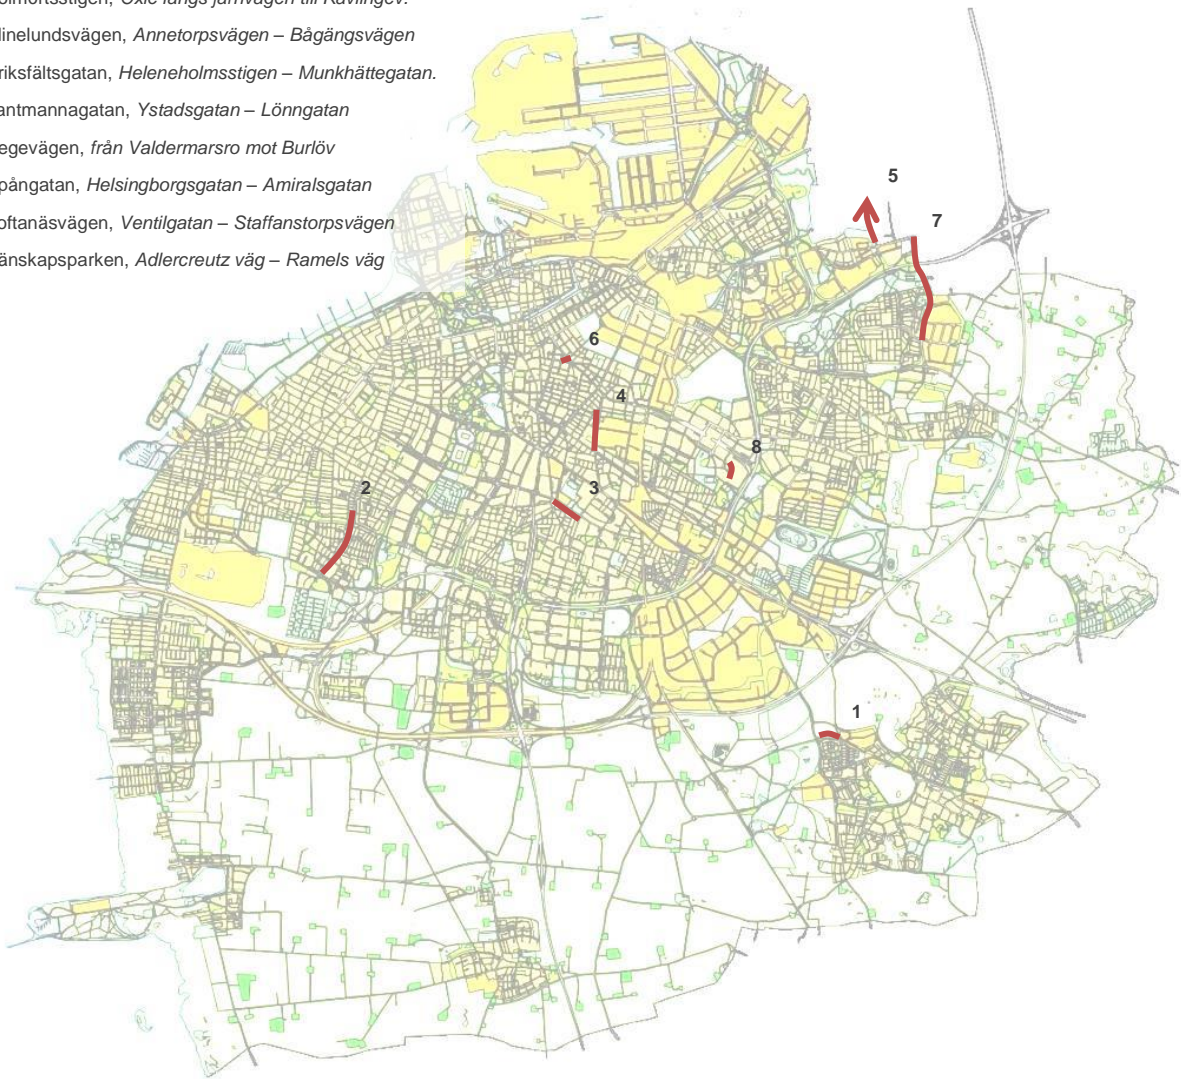 olmortsstigen, Oxie längs järnvägen till Kävlingev.
linelundsvägen, Annetorpsvägen – Bågängsvägen
riksfältsgatan, Heleneholmsstigen – Munkhättegatan.
antmannagatan, Ystadsgatan – Lönngatan
egevägen, från Valdermarsro mot Burlöv
pångatan, Helsingborgsgatan – Amiralsgatan
oftanäsvägen, Ventilgatan – Staffanstorpsvägen
änskapsparken, Adlercreutz väg – Ramels väg
5
7
6
4
8
2
3
1